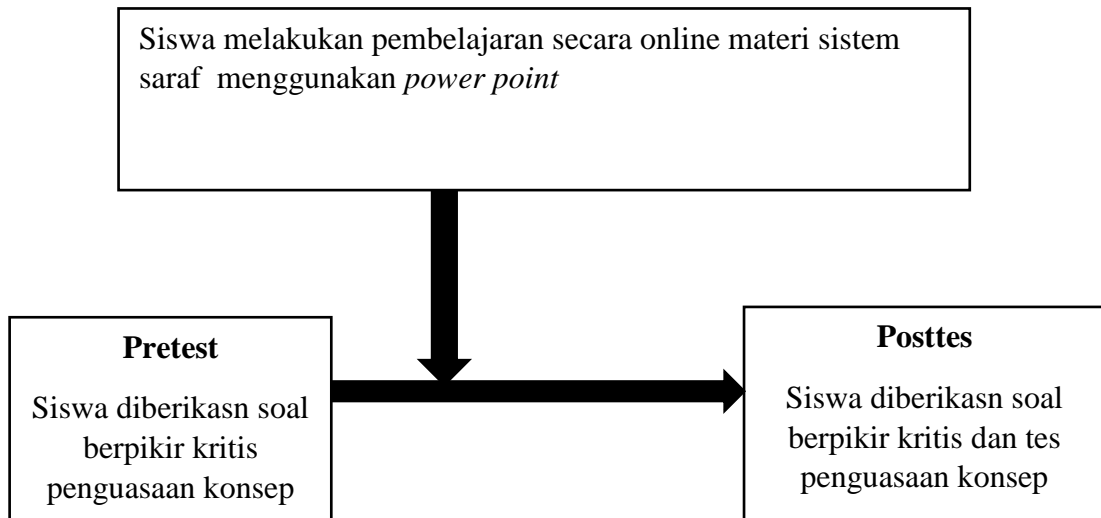 Siswa melakukan pembelajaran secara online materi sistem
saraf menggunakan power point
Pretest
Siswa diberikasn soal
berpikir kritis
penguasaan konsep
Posttes
Siswa diberikasn soal
berpikir kritis dan tes
penguasaan konsep